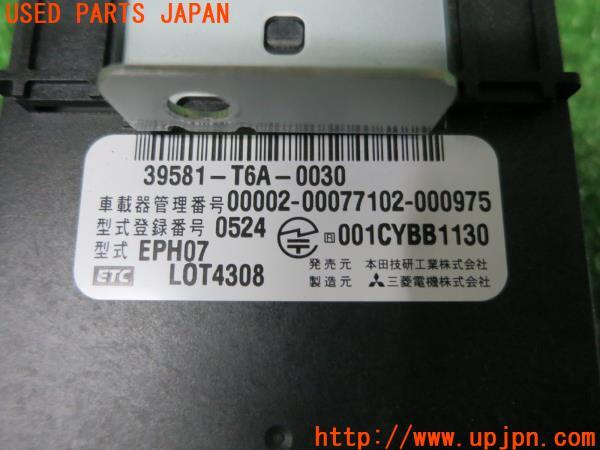 USED PARTS JAPAN
39581-T6A-0030
車載器管理番号 00002-00077102-000975
型式登録番号 0524
R 001CYBB1130
型式 EPH07
ETC LOT4308
発売元 本田技研工業株式会社
製造元 三菱電機株式会社
UPJ https://www.upjpn.com/